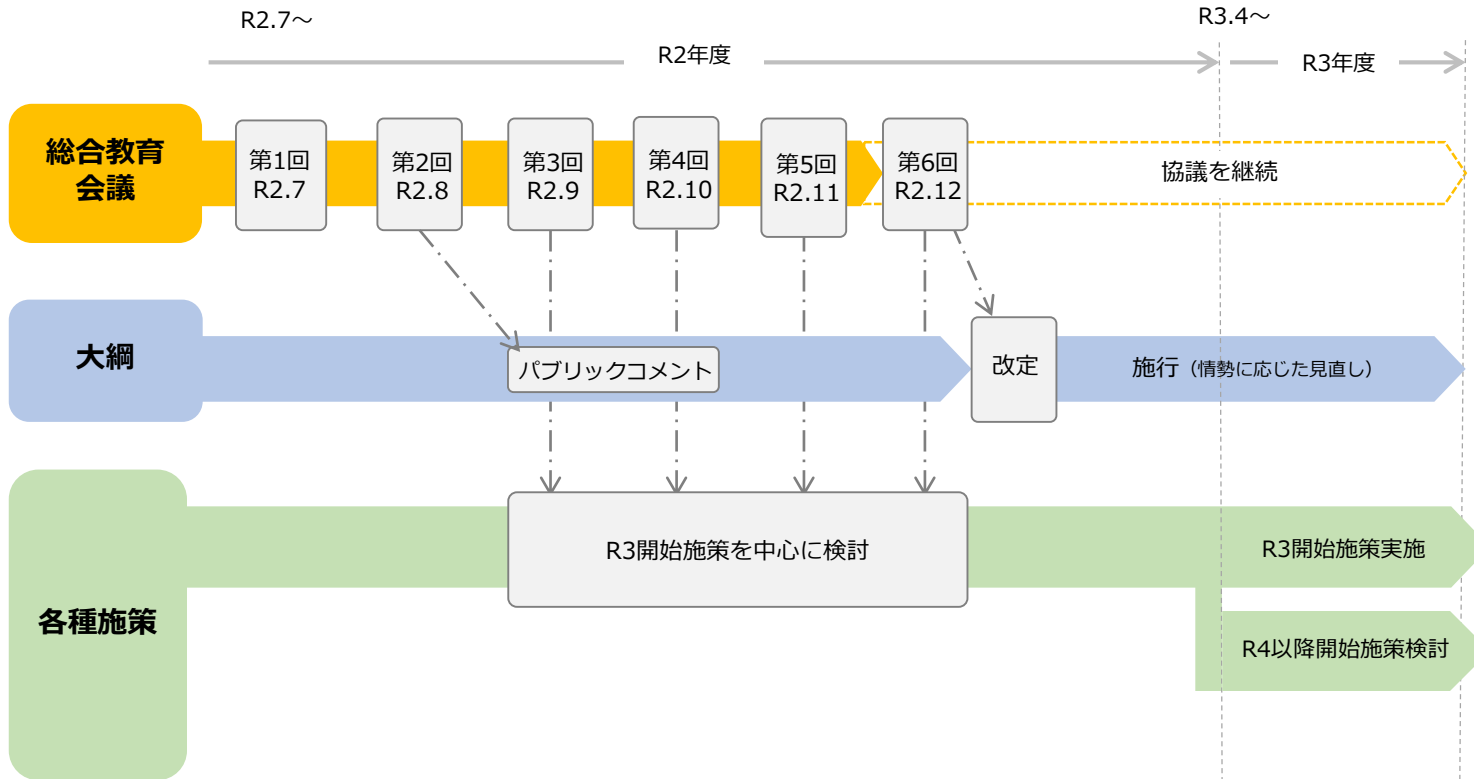 R2.7～
R3.4～
R2年度
R3年度
総合教育
会議
第1回
R2.7
第2回
R2.8
第3回
R2.9
第4回
R2.10
第5回
R2.11
第6回
R2.12
協議を継続
大綱
パブリックコメント
改定
施行（情勢に応じた見直し）
各種施策
R3開始施策を中心に検討
R3開始施策実施
R4以降開始施策検討